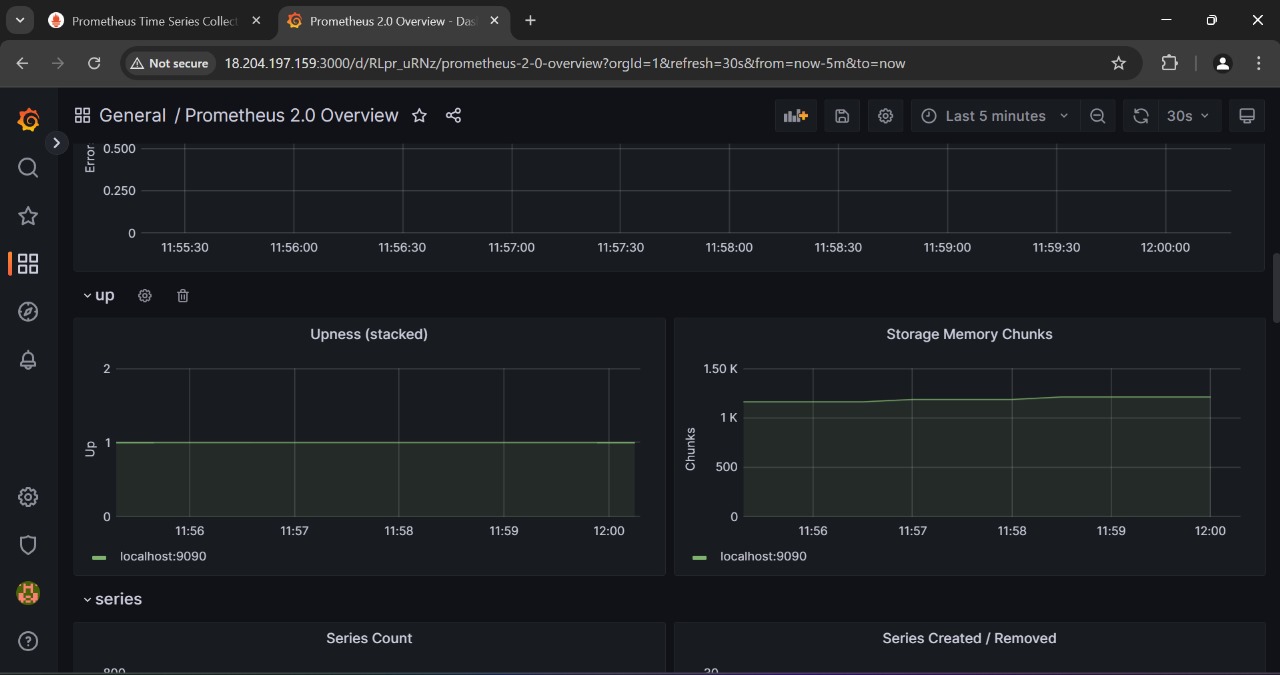 Prometheus Time Series Collect
Prometheus 2.0 Overview - Das
Not secure
18.204.197.159:3000/d/RLpr_uRNz/prometheus-2-0-overview?orgId=1&refresh=30s&from=now-5m&to=now
General / Prometheus 2.0 Overview
Last 5 minutes
30s
Error
0.500
0.250
0
11:55:30 11:56:00 11:56:30 11:57:00 11:57:30 11:58:00 11:58:30 11:59:00 11:59:30 12:00:00
up
Upness (stacked)
2
Up
1
0
11:56 11:57 11:58 11:59 12:00
localhost:9090
Storage Memory Chunks
1.50 K
1 K
Chunks
500
0
11:56 11:57 11:58 11:59 12:00
localhost:9090
series
Series Count
800
Series Created / Removed
30